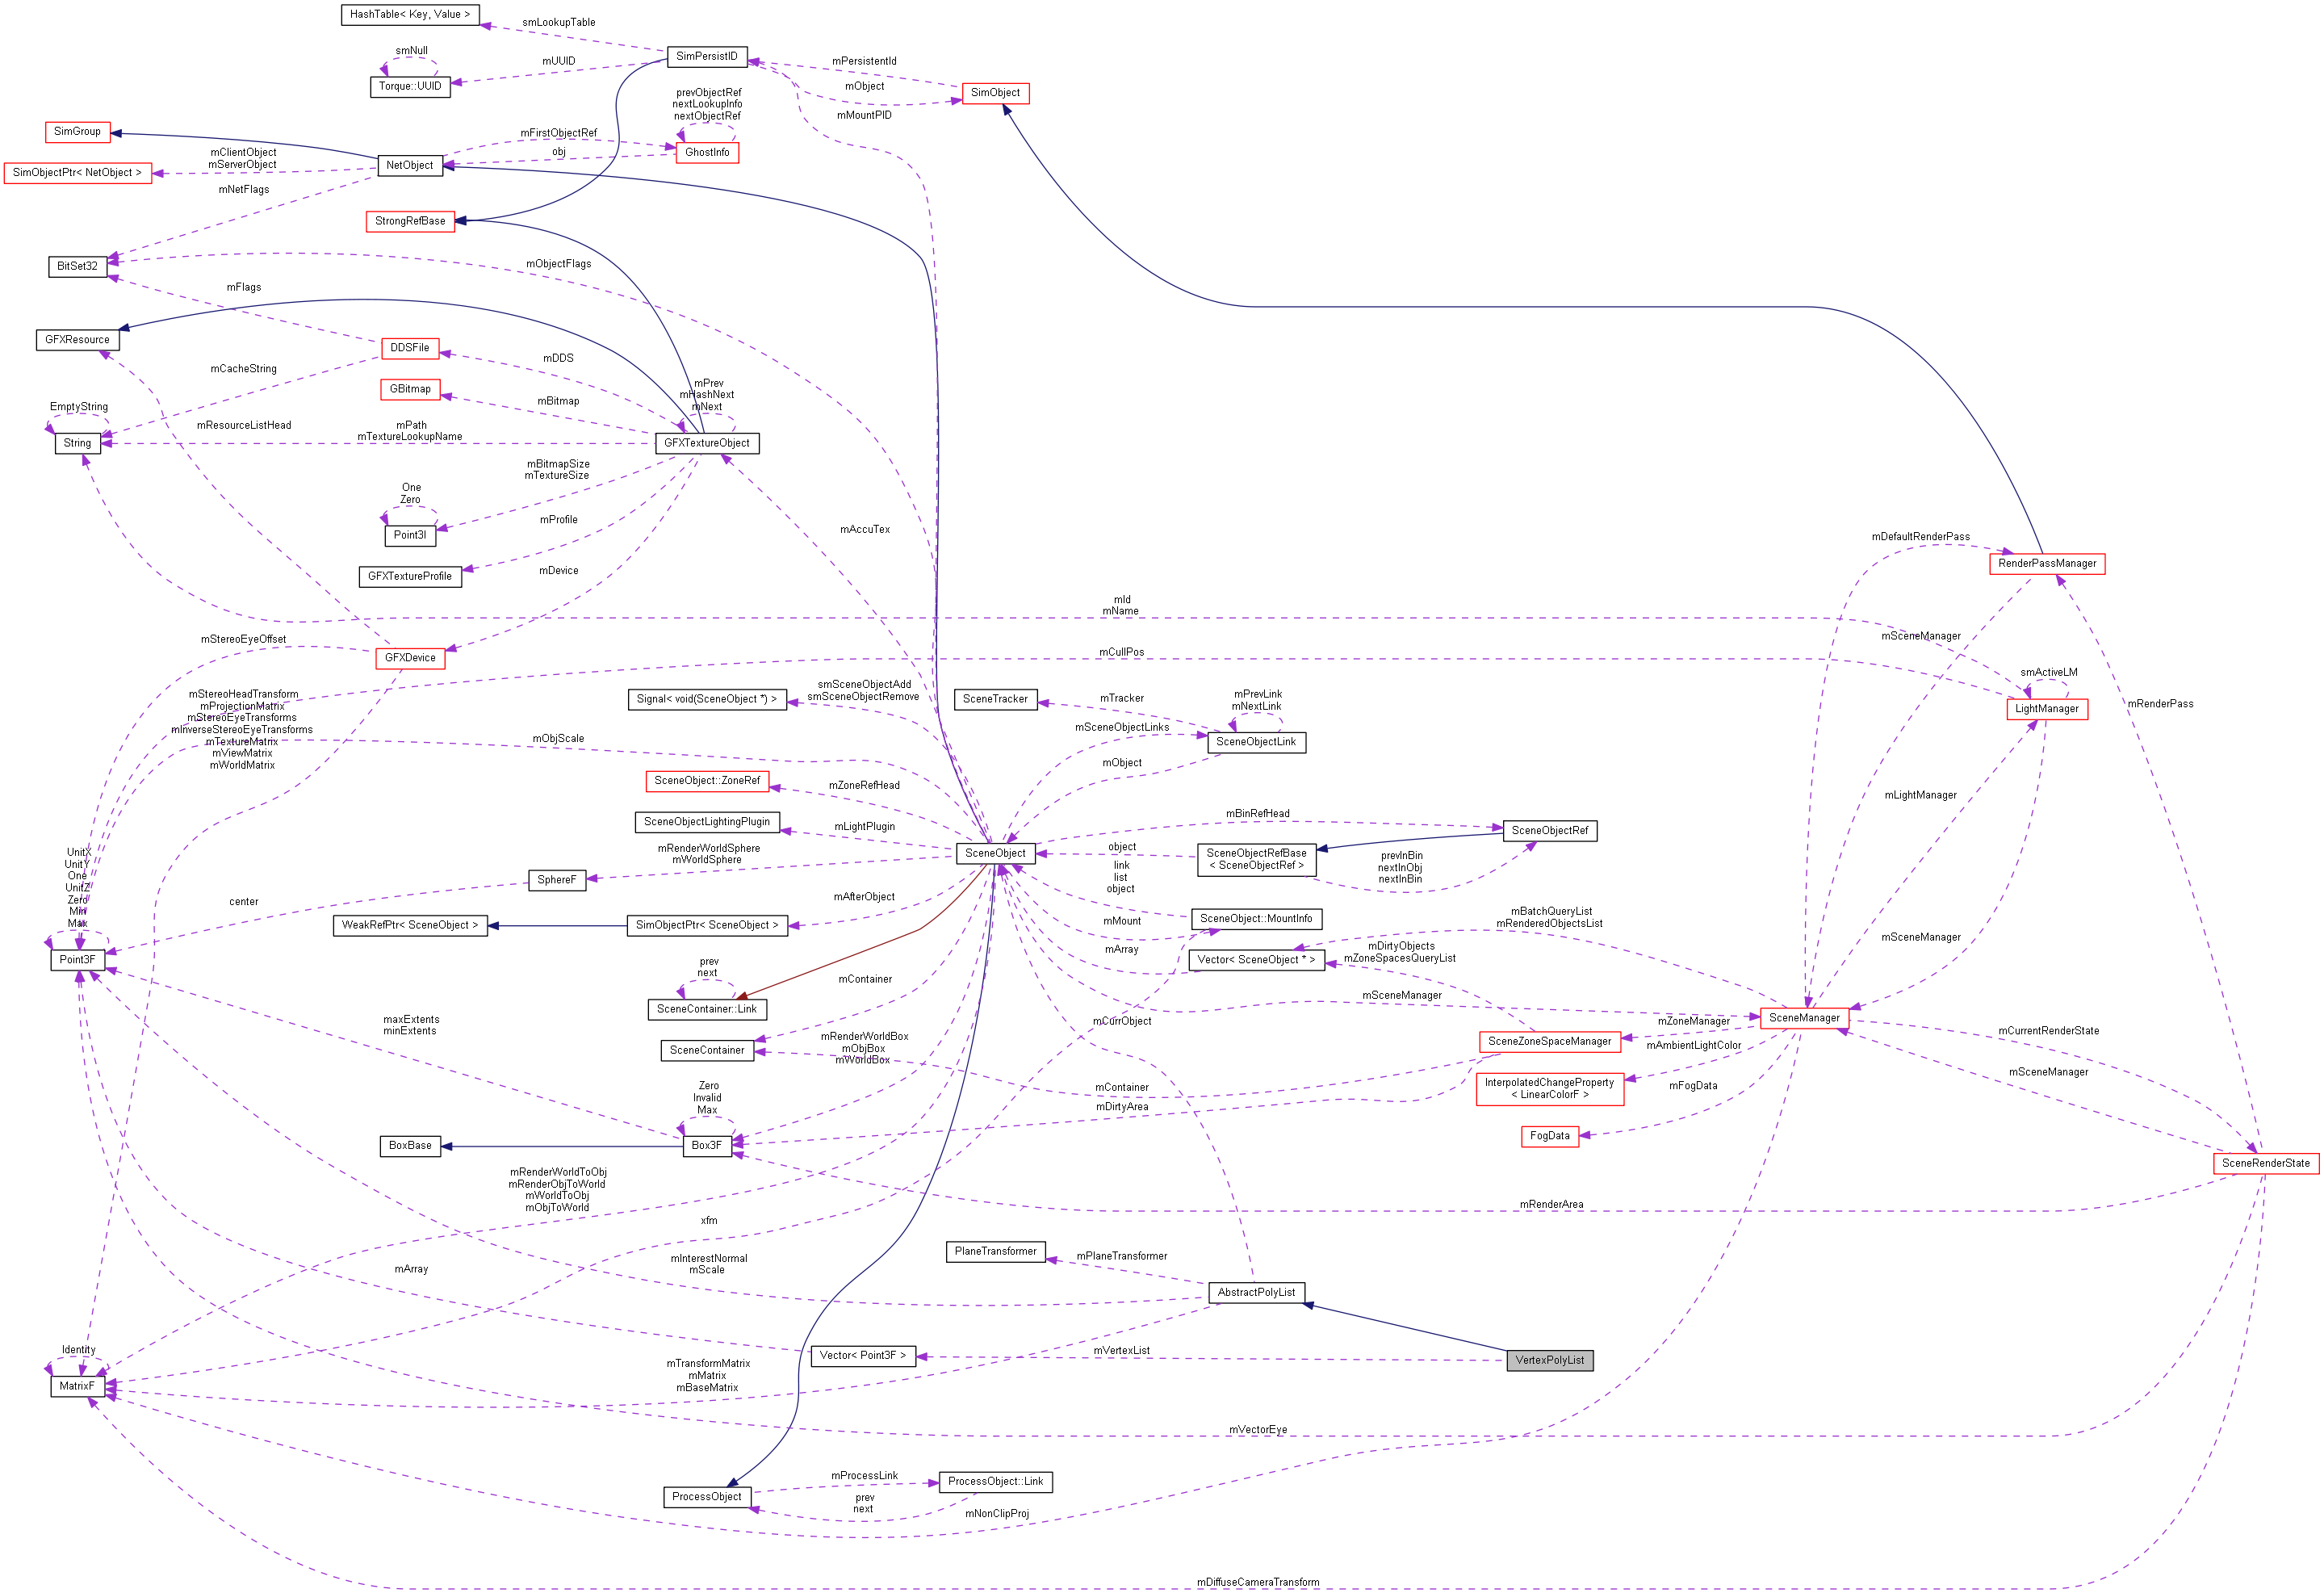 HashTable< Key, Value >
smLookupTable
smNull
SimPersistID
mUUID
mPersistentId
Torque::UUID
mObject
SimObject
prevObjectRef
nextLookupInfo
nextObjectRef
mMountPID
SimGroup
mFirstObjectRef
mClientObject
mServerObject
obj
GhostInfo
NetObject
SimObjectPtr< NetObject >
mNetFlags
StrongRefBase
BitSet32
mObjectFlags
mFlags
GFXResource
DDSFile
mDDS
mCacheString
GBitmap
mPrev
mHashNext
mNext
mBitmap
EmptyString
mResourceListHead
mPath
mTextureLookupName
String
GFXTextureObject
mBitmapSize
mTextureSize
One
Zero
mProfile
mAccuTex
Point3I
mDefaultRenderPass
RenderPassManager
GFXTextureProfile
mDevice
mId
mName
mStereoEyeOffset
mSceneManager
GFXDevice
mCullPos
smActiveLM
mStereoHeadTransform
mProjectionMatrix
mStereoEyeTransforms
mInverseStereoEyeTransforms
mTextureMatrix
mViewMatrix
mWorldMatrix
Signal< void(SceneObject *) >
smSceneObjectAdd
smSceneObjectRemove
SceneTracker
mTracker
mPrevLink
mNextLink
LightManager
mRenderPass
mObjScale
mSceneObjectLinks
SceneObjectLink
mObject
SceneObject::ZoneRef
mZoneRefHead
mLightManager
SceneObjectLightingPlugin
mLightPlugin
mBinRefHead
SceneObjectRef
UnitX
UnitY
One
UnitZ
Zero
Min
Max
mRenderWorldSphere
mWorldSphere
SceneObject
object
SceneObjectRefBase
< SceneObjectRef >
prevInBin
nextInObj
nextInBin
link
list
object
SphereF
center
mAfterObject
WeakRefPtr< SceneObject >
SimObjectPtr< SceneObject >
mMount
SceneObject::MountInfo
mBatchQueryList
mRenderedObjectsList
mArray
Vector< SceneObject * >
mDirtyObjects
mZoneSpacesQueryList
mSceneManager
Point3F
prev
next
mContainer
SceneContainer::Link
mSceneManager
SceneManager
maxExtents
minExtents
mCurrObject
mZoneManager
mCurrentRenderState
SceneContainer
mRenderWorldBox
mObjBox
mWorldBox
SceneZoneSpaceManager
mAmbientLightColor
Zero
Invalid
Max
mContainer
mDirtyArea
InterpolatedChangeProperty
< LinearColorF >
mFogData
mSceneManager
BoxBase
Box3F
FogData
SceneRenderState
mRenderWorldToObj
mRenderObjToWorld
mWorldToObj
mObjToWorld
mRenderArea
xfm
PlaneTransformer
mPlaneTransformer
mInterestNormal
mScale
mArray
AbstractPolyList
Identity
Vector< Point3F >
mVertexList
VertexPolyList
mTransformMatrix
mMatrix
mBaseMatrix
MatrixF
mVectorEye
mProcessLink
ProcessObject::Link
ProcessObject
prev
next
mNonClipProj
mDiffuseCameraTransform